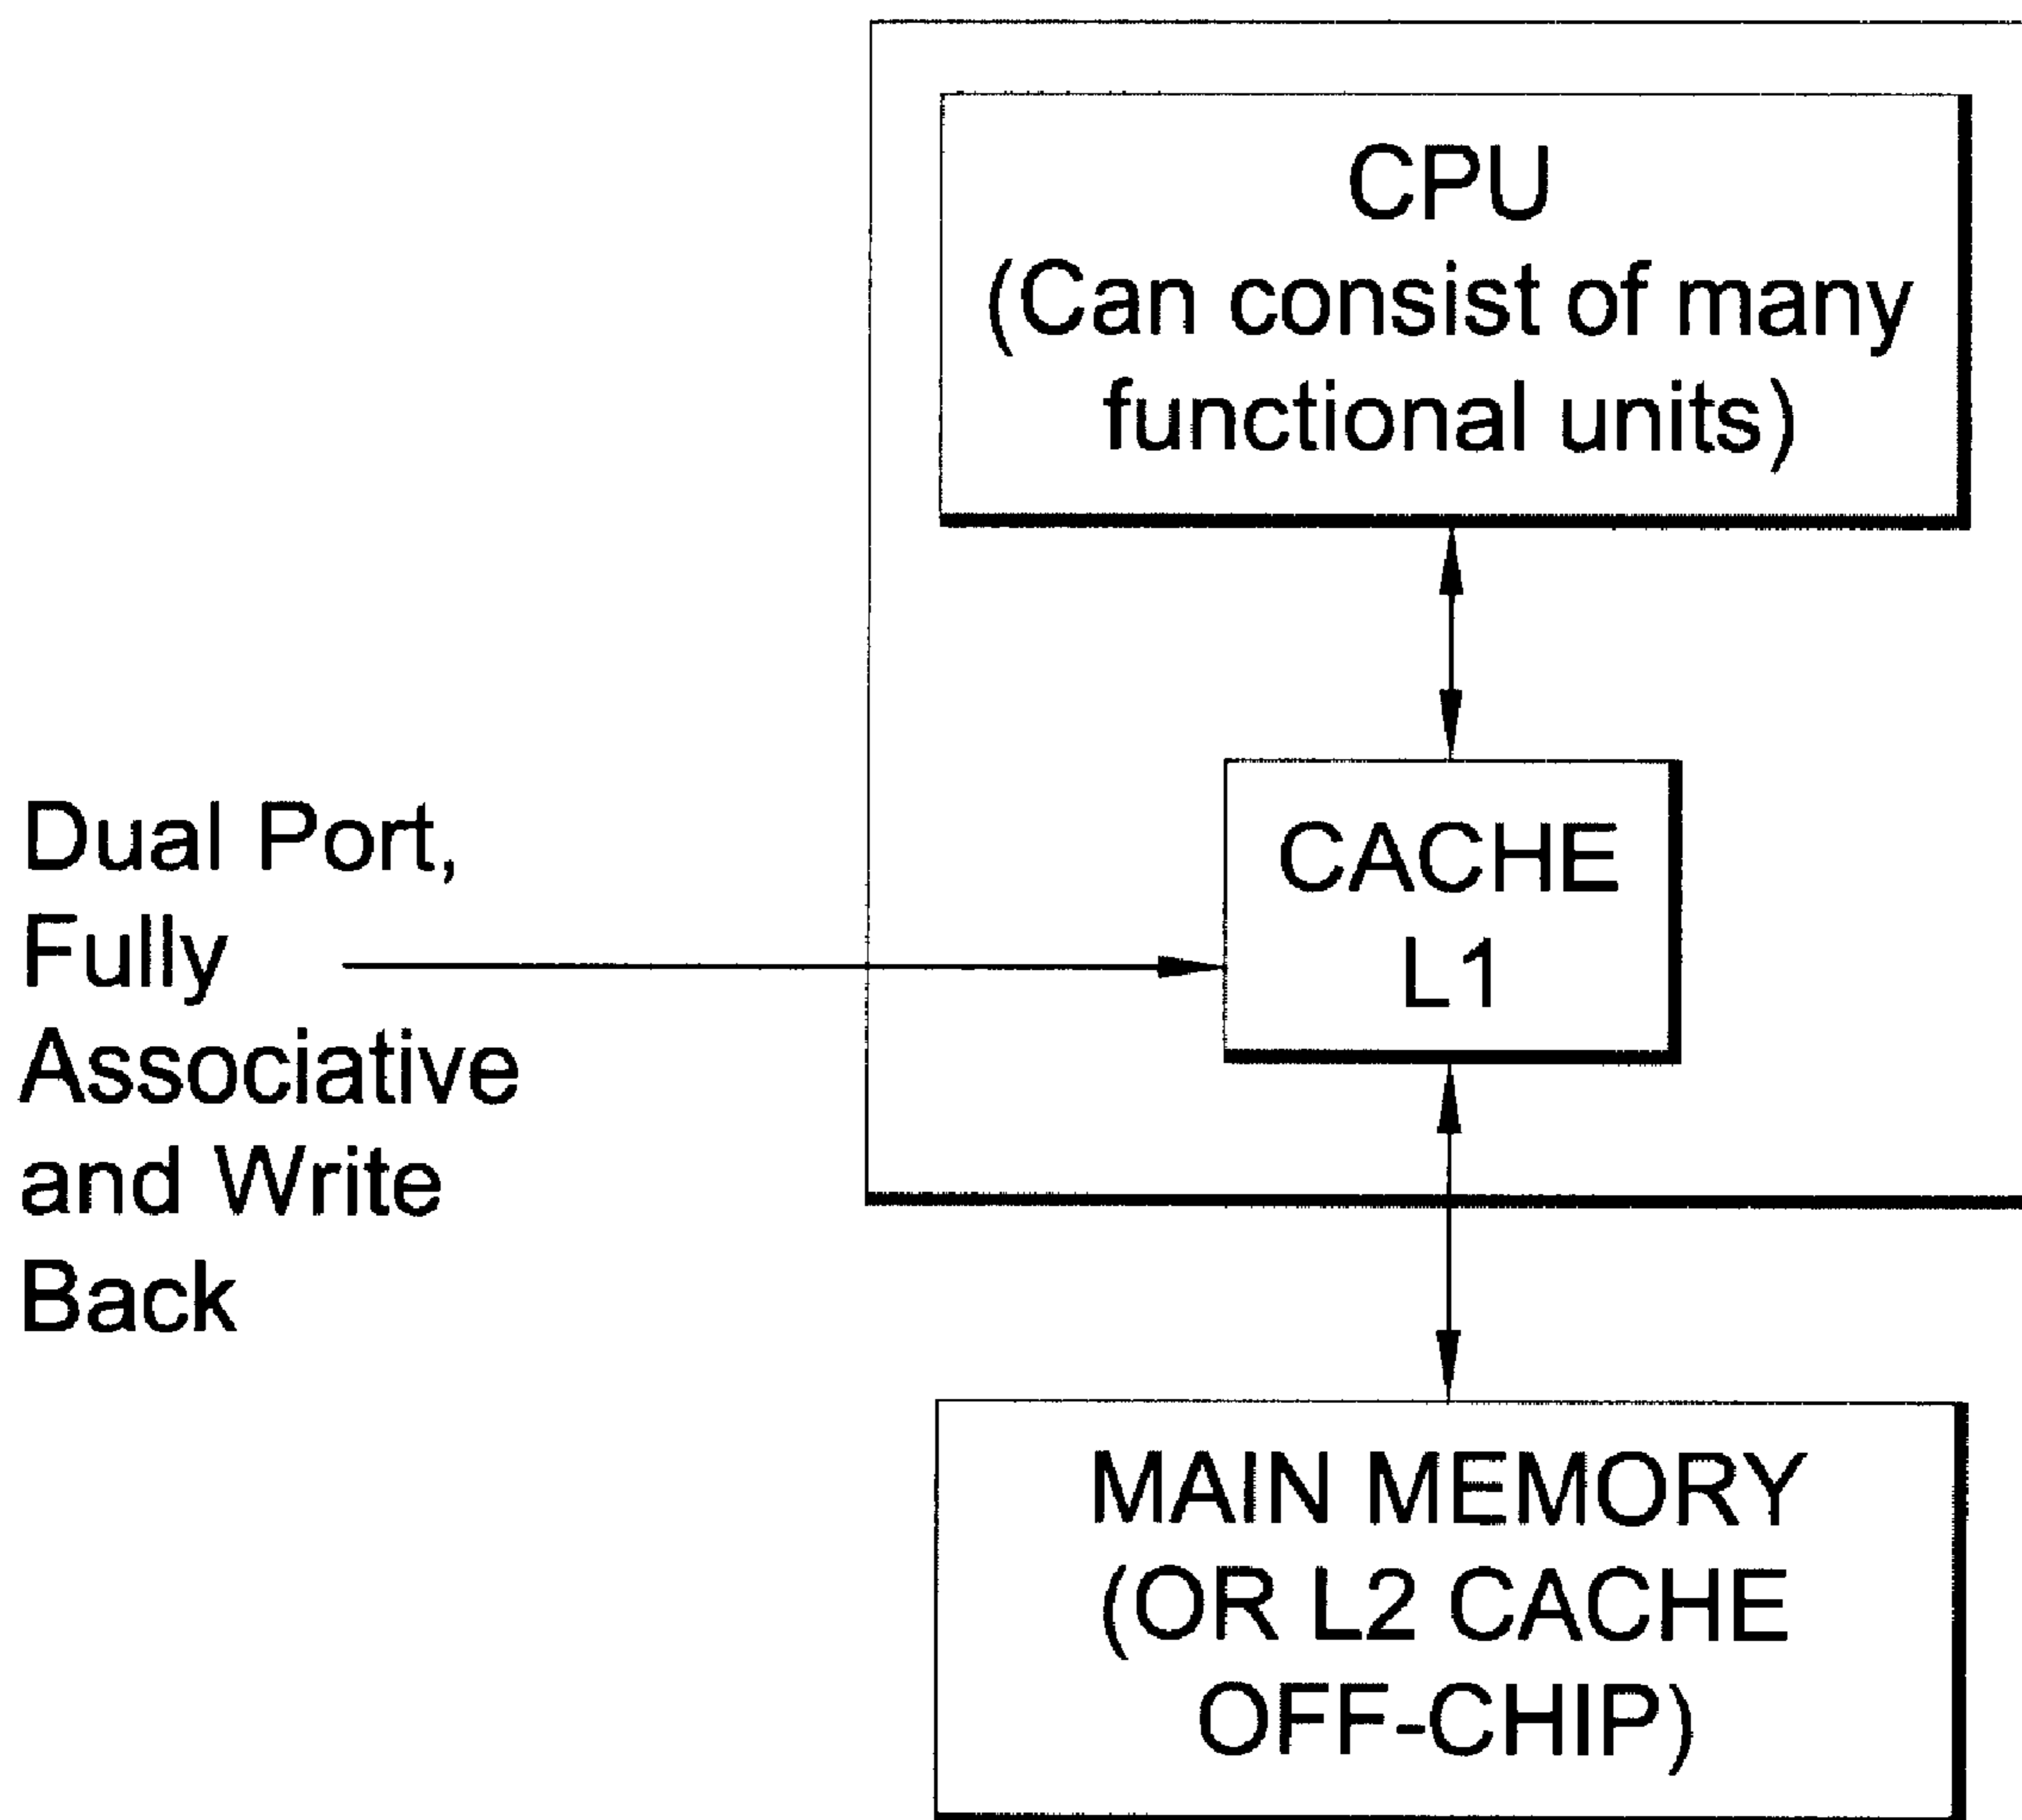 CPU
(Can consist of many
functional units)
CACHE
L1
Dual Port,
Fully
Associative
and Write
Back
MAIN MEMORY
(OR L2 CACHE
OFF-CHIP)